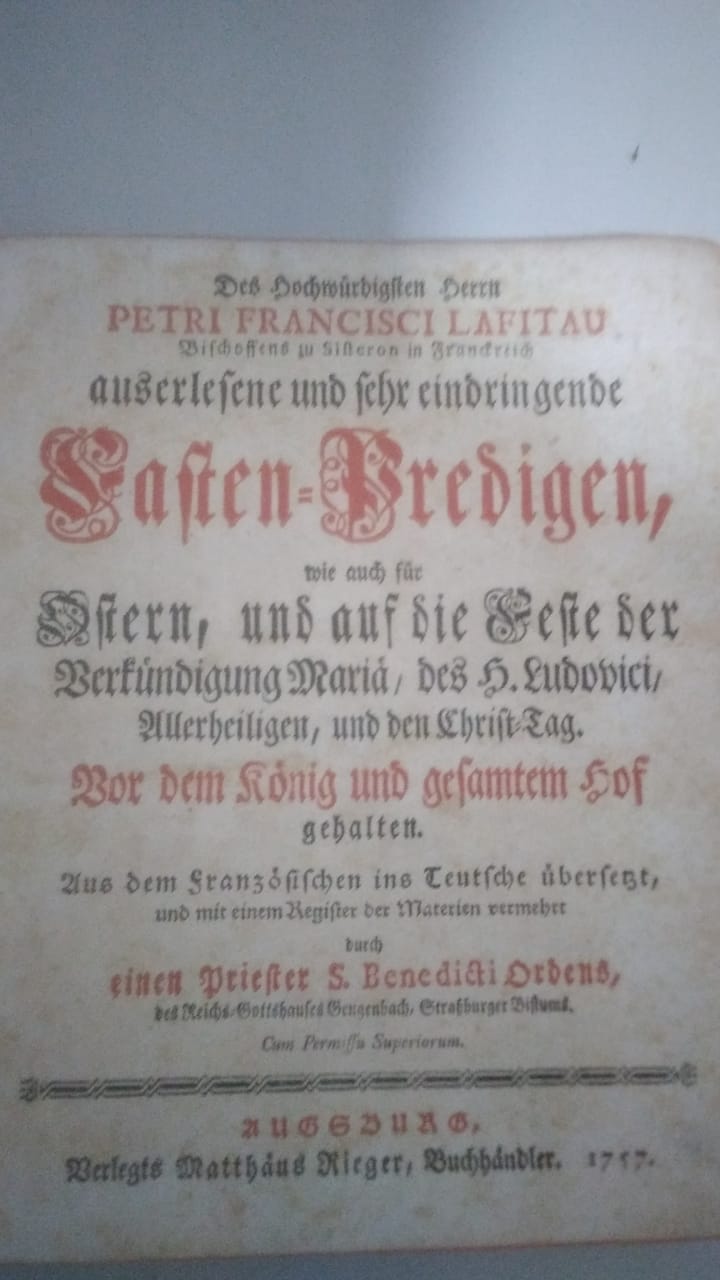 Des Hochwürdigsten Herrn
PETRI FRANCISCI LAFITAU
Bischoffens zu Sisteron in Franckreich
auserlesene und sehr eindringende
Fasten-Predigen,
wie auch für
Ostern, und auf die Feste der
Verkündigung Mariä, des H. Ludovici,
Allerheiligen, und den Christ-Tag.
Vor dem König und gesamtem Hof
gehalten.
Aus dem Französischen ins Teutsche übersetzt,
und mit einem Register der Materien vermehrt
durch
einen Priester S. Benedicti Ordens,
des Reichs-Gottshauses Gengenbach, Straßburger Bistums.
Cum Permissu Superiorum.
AUGSBURG,
Verlegts Matthäus Rieger, Buchhändler. 1757.